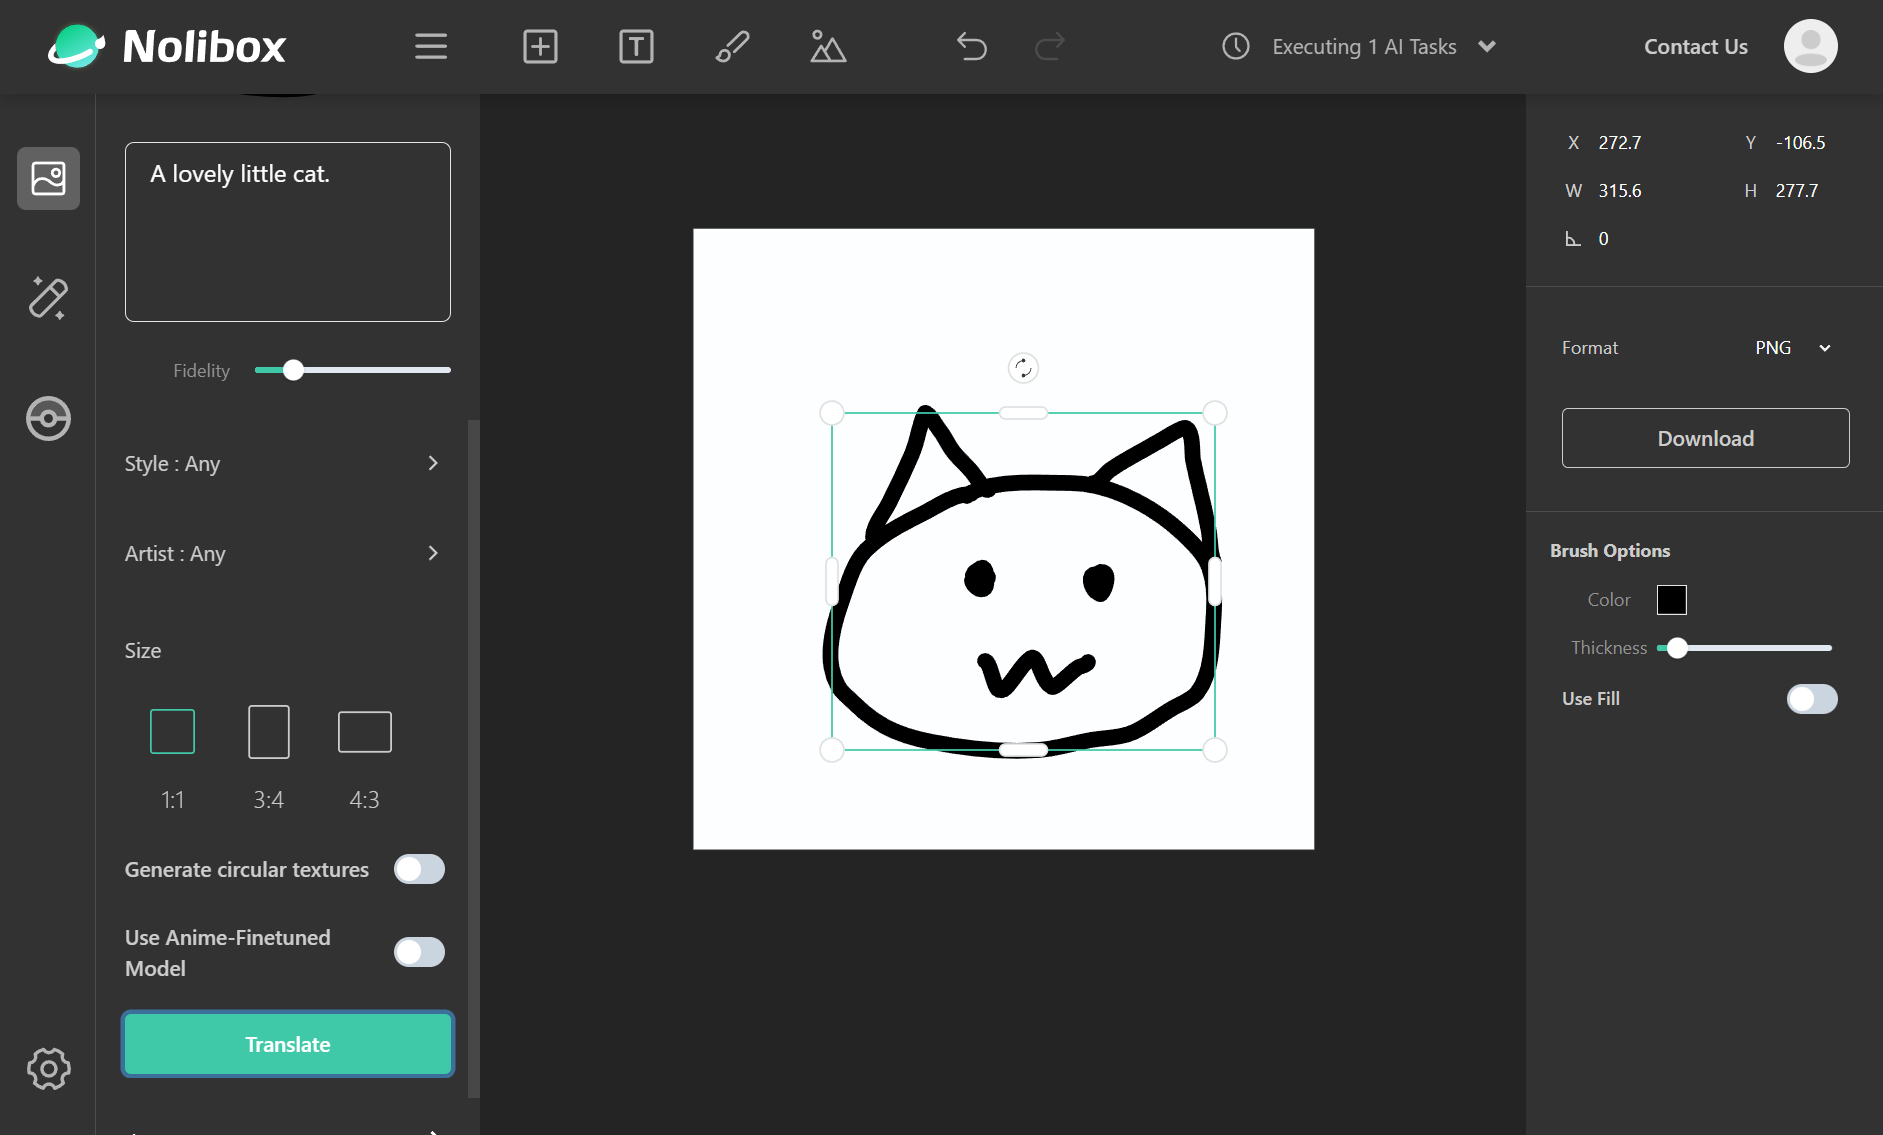 Nolibox
T
Executing 1 AI Tasks
Contact Us
A lovely little cat.
Fidelity
Style : Any
Artist : Any
Size
1:1 3:4 4:3
Generate circular textures
Use Anime-Finetuned
Model
Translate
X 272.7 Y -106.5
W 315.6 H 277.7
0
Format PNG
Download
Brush Options
Color
Thickness
Use Fill